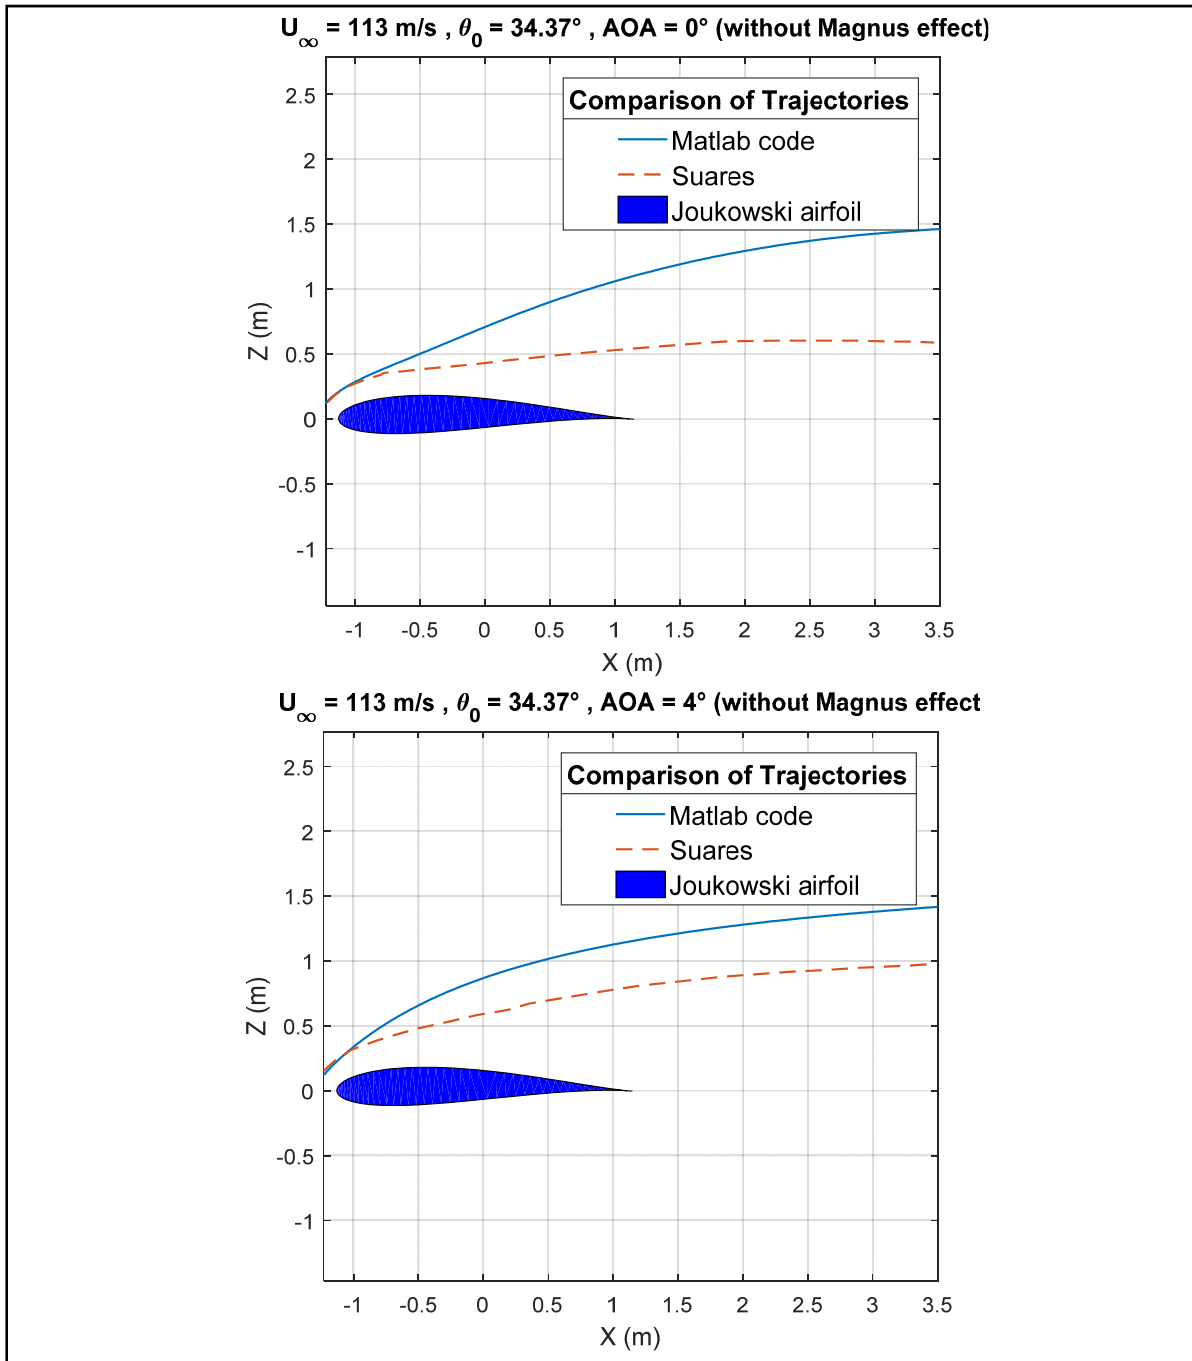 U∞ = 113 m/s , θ0 = 34.37° , AOA = 0° (without Magnus effect)
Comparison of Trajectories
Matlab code
Suares
Joukowski airfoil
2.5
2
1.5
1
0.5
0
-0.5
-1
Z (m)
-1 -0.5 0 0.5 1 1.5 2 2.5 3 3.5
X (m)
U∞ = 113 m/s , θ0 = 34.37° , AOA = 4° (without Magnus effect
Comparison of Trajectories
Matlab code
Suares
Joukowski airfoil
2.5
2
1.5
1
0.5
0
-0.5
-1
Z (m)
-1 -0.5 0 0.5 1 1.5 2 2.5 3 3.5
X (m)